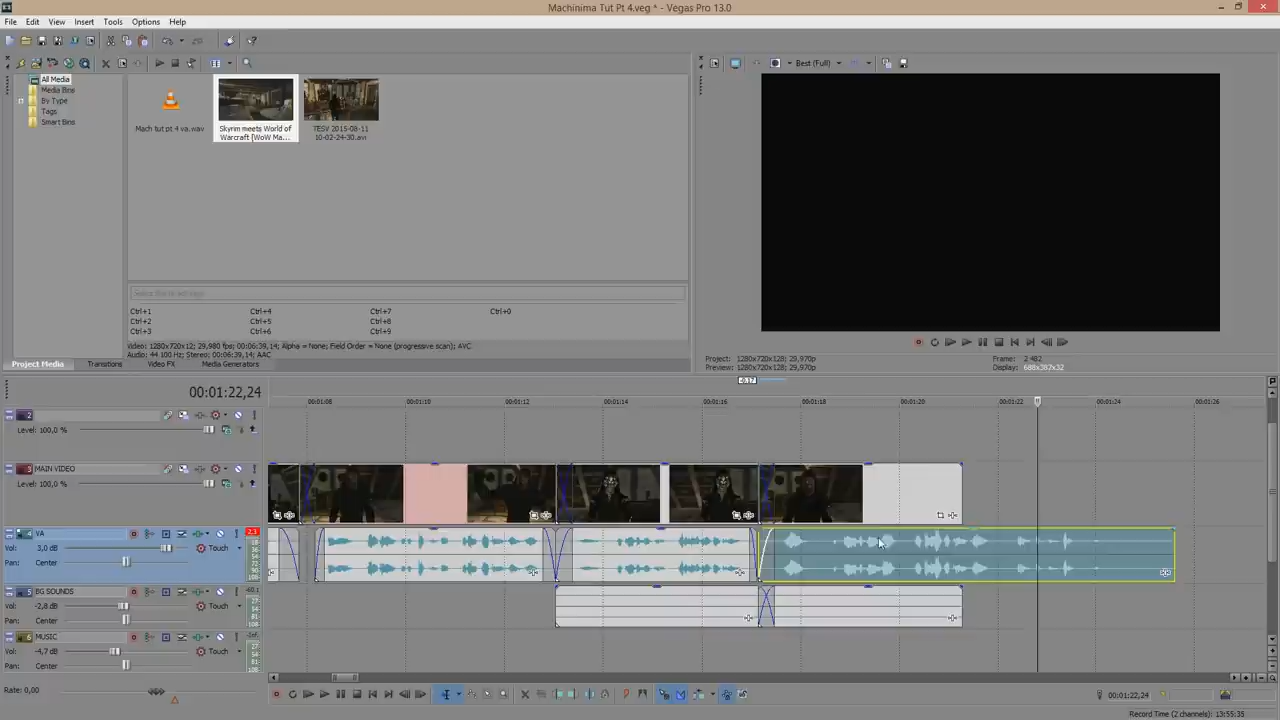 Machinima Tut Pt 4.veg * - Vegas Pro 13.0
File Edit View Insert Tools Options Help
All Media
Media Bins
By Type
Tags
Smart Bins
Mach tut pt 4 va.wav
Skyrim meets World of
Warcraft [WoW Ma...
TESV 2015-08-11
10-02-24-30.avi
Best (Full)
Ctrl+1 Ctrl+4 Ctrl+7 Ctrl+0
Ctrl+2 Ctrl+5 Ctrl+8
Ctrl+3 Ctrl+6 Ctrl+9
Video: 1280x720x12; 29,980 fps; 00:06:39,14; Alpha = None; Field Order = None (progressive scan); AVC
Audio: 44 100 Hz; Stereo; 00:06:39,14; AAC
Project Media Transitions Video FX Media Generators
Project: 1280x720x128; 29,970p
Preview: 1280x720x128; 29,970p
Frame: 2 482
Display: 688x387x32
00:01:22,24
-0,17
00:01:08 00:01:10 00:01:12 00:01:14 00:01:16 00:01:18 00:01:20 00:01:22 00:01:24 00:01:26
2
Level: 100,0 %
3 MAIN VIDEO
Level: 100,0 %
4 VA
2,3
Vol: 3,0 dB Touch
Pan: Center
5 BG SOUNDS
Vol: -2,8 dB Touch
Pan: Center
6 MUSIC
-Inf.
Vol: -4,7 dB Touch
Pan: Center
Rate: 0,00
00:01:22,24
Record Time (2 channels): 13:55:35